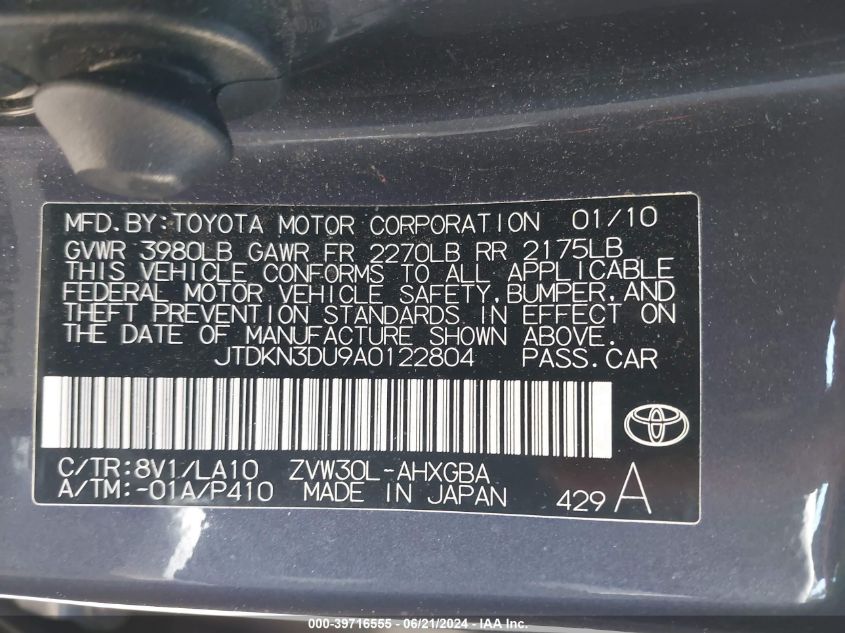 MFD.BY:TOYOTA MOTOR CORPORATION 01/10
GVWR 3980LB GAWR FR 2270LB RR 2175LB
THIS VEHICLE CONFORMS TO ALL APPLICABLE
FEDERAL MOTOR VEHICLE SAFETY,BUMPER,AND
THEFT PREVENTION STANDARDS IN EFFECT ON
THE DATE OF MANUFACTURE SHOWN ABOVE.
JTDKN3DU9A0122804 PASS.CAR
C/TR:8V1/LA10 ZVW30L-AHXGBA
A/TM:-01A/P410 MADE IN JAPAN 429 A
000-39716555 - 06/21/2024 - IAA Inc.